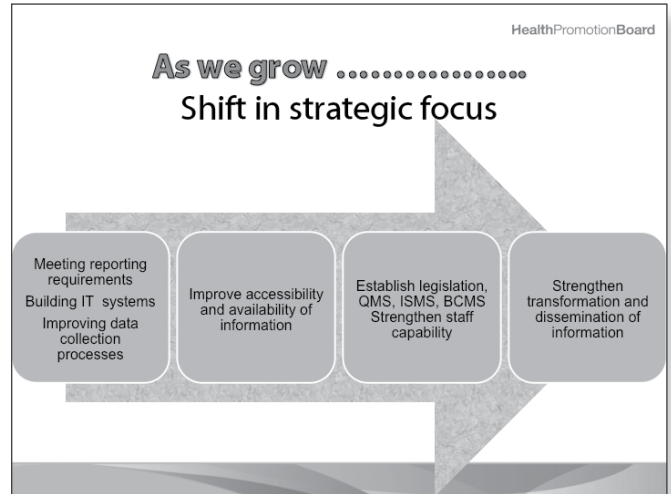 HealthPromotionBoard
As we grow ..................
Shift in strategic focus
Meeting reporting
requirements
Building IT systems
Improving data
collection
processes
Improve accessibility
and availability of
information
Establish legislation,
QMS, ISMS, BCMS
Strengthen staff
capability
Strengthen
transformation and
dissemination of
information